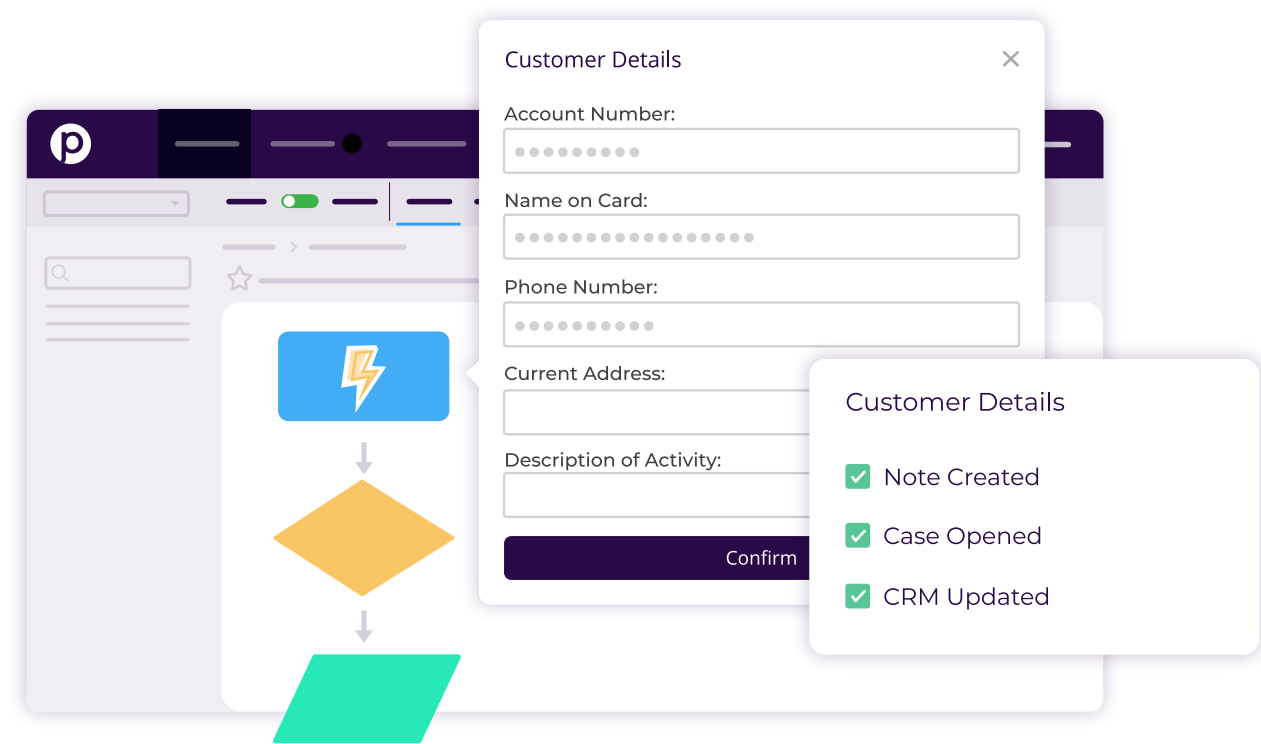 p
Customer Details
Account Number:
Name on Card:
Phone Number:
Current Address:
Description of Activity:
Confirm
Customer Details
Note Created
Case Opened
CRM Updated